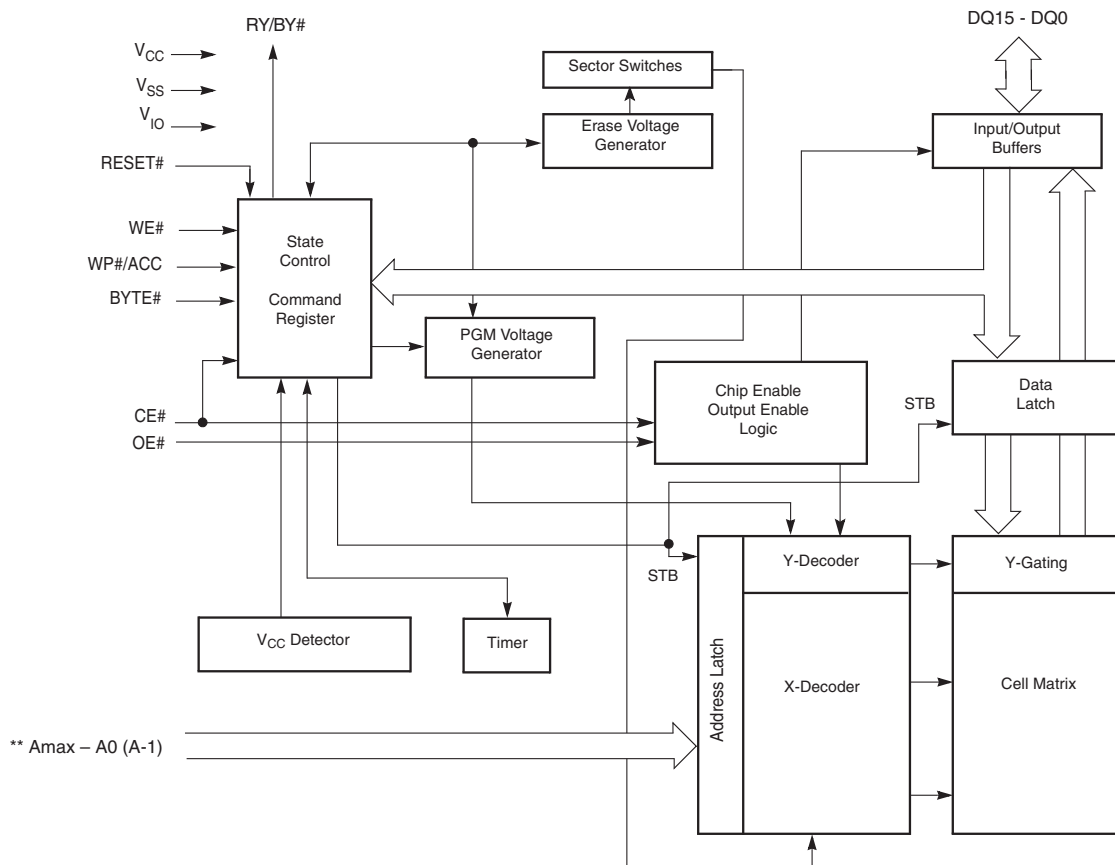 RY/BY#
DQ15 - DQ0
VCC
VSS
VIO
RESET#
WE#
WP#/ACC
BYTE#
CE#
OE#
Sector Switches
Erase Voltage
Generator
Input/Output
Buffers
State
Control
Command
Register
PGM Voltage
Generator
Chip Enable
Output Enable
Logic
STB
Data
Latch
STB
Y-Decoder
Y-Gating
VCC Detector
Timer
Address Latch
X-Decoder
Cell Matrix
** Amax – A0 (A-1)